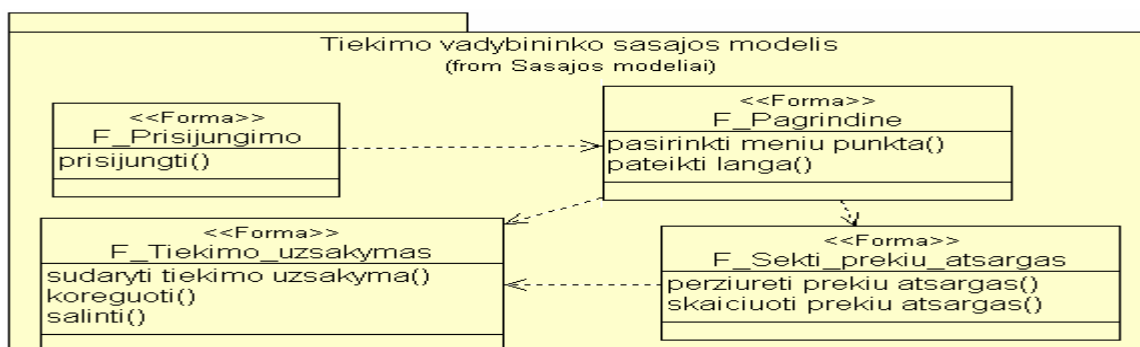 Tiekimo vadybininko sasajos modelis
(from Sasajos modeliai)
<<Forma>>
F_Prisijungimo
prisijungti()
<<Forma>>
F_Pagrindine
pasirinkti meniu punkta()
pateikti langa()
<<Forma>>
F_Tiekimo_uzsakymas
sudaryti tiekimo uzsakyma()
koreguoti()
salinti()
<<Forma>>
F_Sekti_prekiu_atsargas
perziureti prekiu atsargas()
skaiciuoti prekiu atsargas()